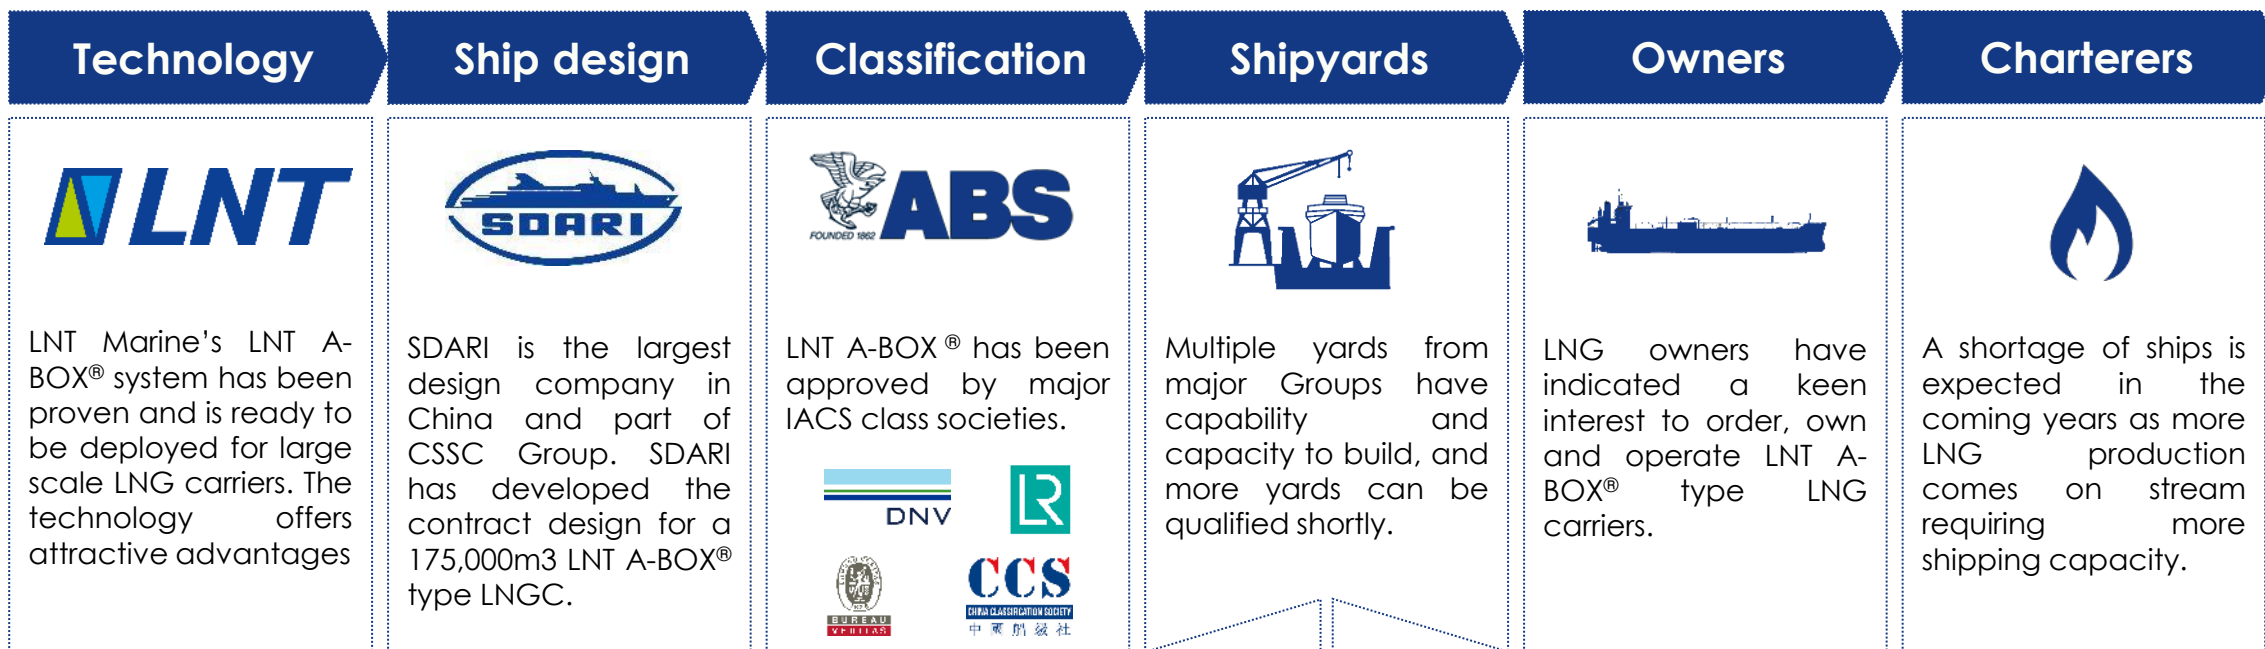 Technology
Ship design
Classification
Shipyards
Owners
Charterers
LNT
LNT Marine’s LNT A-
BOX® system has been
proven and is ready to
be deployed for large
scale LNG carriers. The
technology offers
attractive advantages
SDARI
SDARI is the largest
design company in
China and part of
CSSC Group. SDARI
has developed the
contract design for a
175,000m3 LNT A-BOX®
type LNGC.
ABS
FOUNDED 1862
LNT A-BOX ® has been
approved by major
IACS class societies.
DNV
LR
BUREAU
VERITAS
CCS
CHINA CLASSIFICATION SOCIETY
中國船級社
Multiple yards from
major Groups have
capability and
capacity to build, and
more yards can be
qualified shortly.
LNG owners have
indicated a keen
interest to order, own
and operate LNT A-
BOX® type LNG
carriers.
A shortage of ships is
expected in the
coming years as more
LNG production
comes on stream
requiring more
shipping capacity.